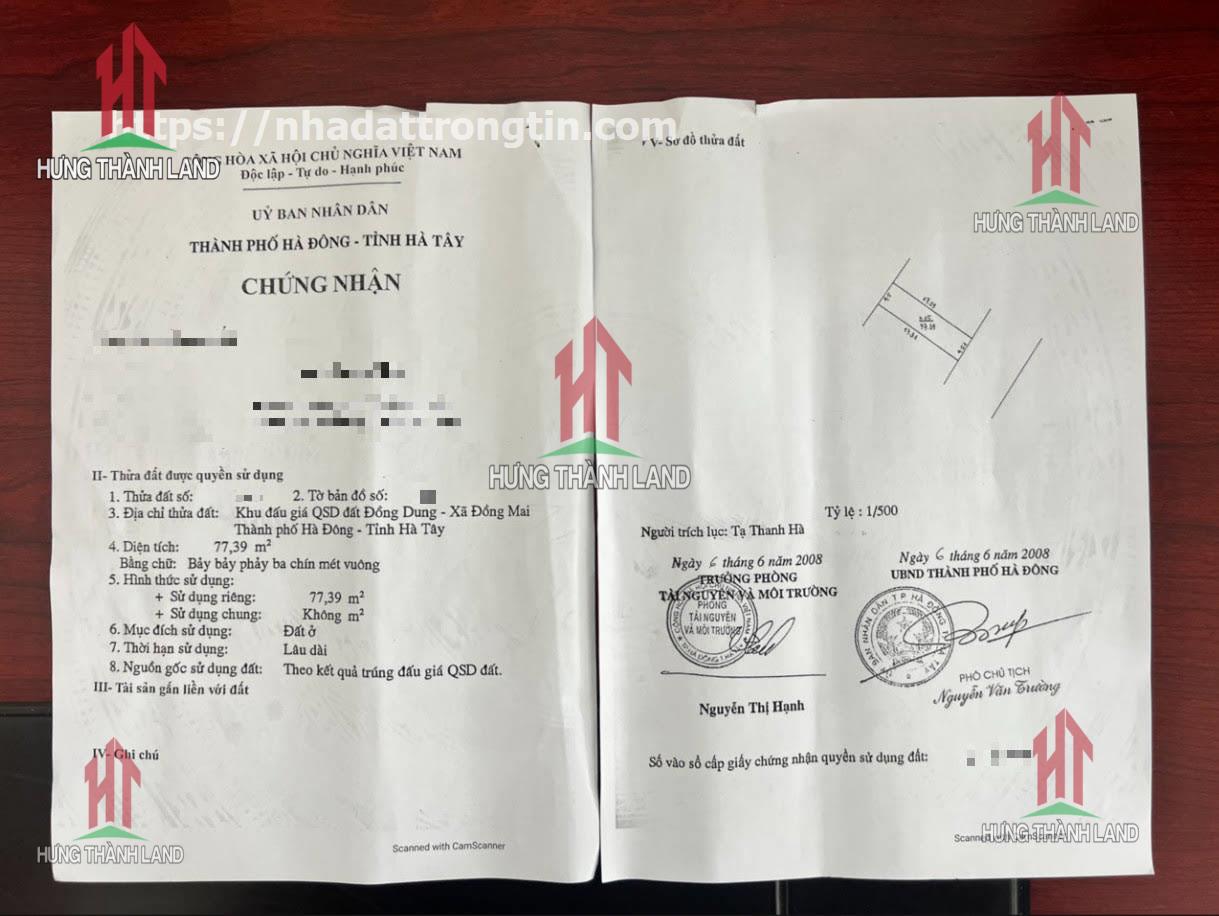 https://nhadattrongtin.com
HƯNG THÀNH LAND
HÒA XÃ HỘI CHỦ NGHĨA VIỆT NAM
Độc lập - Tự do - Hạnh phúc
UỶ BAN NHÂN DÂN
THÀNH PHỐ HÀ ĐÔNG - TỈNH HÀ TÂY
CHỨNG NHẬN
II- Thửa đất được quyền sử dụng
1. Thửa đất số: 2. Tờ bản đồ số:
3. Địa chỉ thửa đất: Khu đấu giá QSD đất Đồng Dung - Xã Đồng Mai
Thành phố Hà Đông - Tỉnh Hà Tây
4. Diện tích: 77,39 m²
Bằng chữ: Bảy bảy phảy ba chín mét vuông
5. Hình thức sử dụng:
+ Sử dụng riêng: 77,39 m²
+ Sử dụng chung: Không m²
6. Mục đích sử dụng: Đất ở
7. Thời hạn sử dụng: Lâu dài
8. Nguồn gốc sử dụng đất: Theo kết quả trúng đấu giá QSD đất.
III- Tài sản gắn liền với đất
IV- Ghi chú
HƯNG THÀNH LAND
Scanned with CamScanner
HƯNG THÀNH LAND
V- Sơ đồ thửa đất
HƯNG THÀNH LAND
Tỷ lệ : 1/500
Người trích lục: Tạ Thanh Hà
Ngày 6 tháng 6 năm 2008
TRƯỞNG PHÒNG
TÀI NGUYÊN VÀ MÔI TRƯỜNG
PHÒNG
TÀI NGUYÊN
VÀ MÔI TRƯỜNG
Nguyễn Thị Hạnh
Ngày 6 tháng 6 năm 2008
UBND THÀNH PHỐ HÀ ĐÔNG
PHÓ CHỦ TỊCH
Nguyễn Văn Trường
Số vào sổ cấp giấy chứng nhận quyền sử dụng đất:
HƯNG THÀNH LAND
Scanned with CamScanner